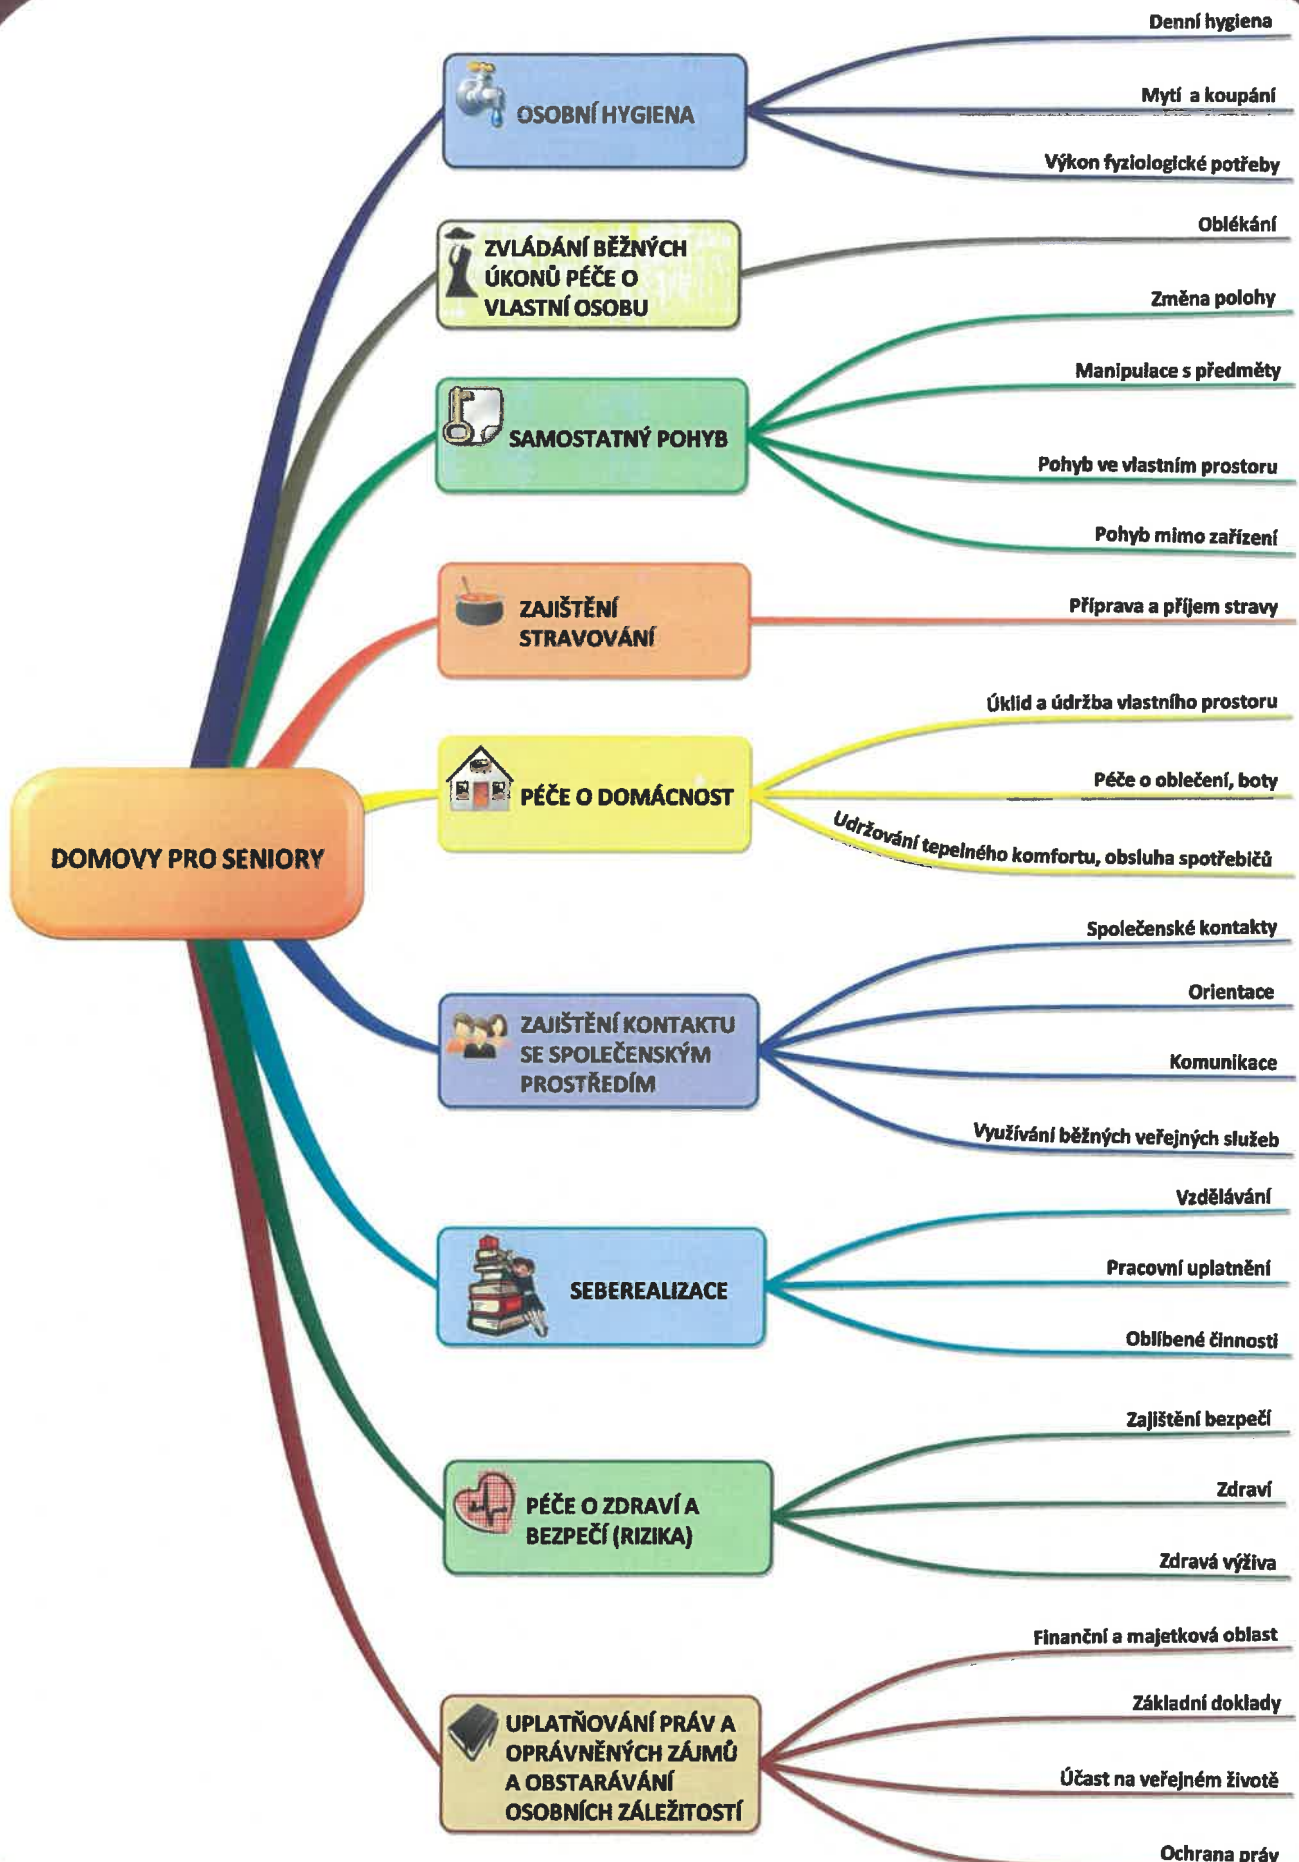 DOMOVY PRO SENIORY
OSOBNÍ HYGIENA
Denní hygiena
Mytí a koupání
Výkon fyziologické potřeby
ZVLÁDÁNÍ BĚŽNÝCH
ÚKONŮ PÉČE O
VLASTNÍ OSOBU
Oblékání
SAMOSTATNÝ POHYB
Změna polohy
Manipulace s předměty
Pohyb ve vlastním prostoru
Pohyb mimo zařízení
ZAJIŠTĚNÍ
STRAVOVÁNÍ
Příprava a příjem stravy
PÉČE O DOMÁCNOST
Úklid a údržba vlastního prostoru
Péče o oblečení, boty
Udržování tepelného komfortu, obsluha spotřebičů
ZAJIŠTĚNÍ KONTAKTU
SE SPOLEČENSKÝM
PROSTŘEDÍM
Společenské kontakty
Orientace
Komunikace
Využívání běžných veřejných služeb
SEBEREALIZACE
Vzdělávání
Pracovní uplatnění
Oblíbené činnosti
PÉČE O ZDRAVÍ A
BEZPEČÍ (RIZIKA)
Zajištění bezpečí
Zdraví
Zdravá výživa
UPLATŇOVÁNÍ PRÁV A
OPRÁVNĚNÝCH ZÁJMŮ
A OBSTARÁVÁNÍ
OSOBNÍCH ZÁLEŽITOSTÍ
Finanční a majetková oblast
Základní doklady
Účast na veřejném životě
Ochrana práv